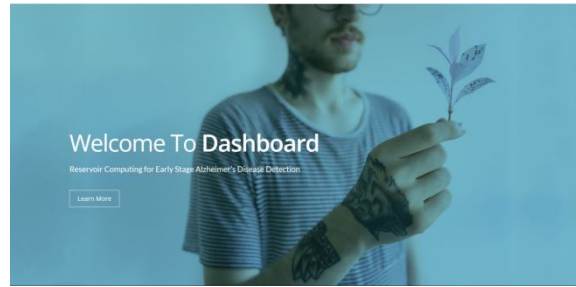 Welcome To Dashboard
Reservoir Computing for Early Stage Alzheimer's Disease Detection
Learn More